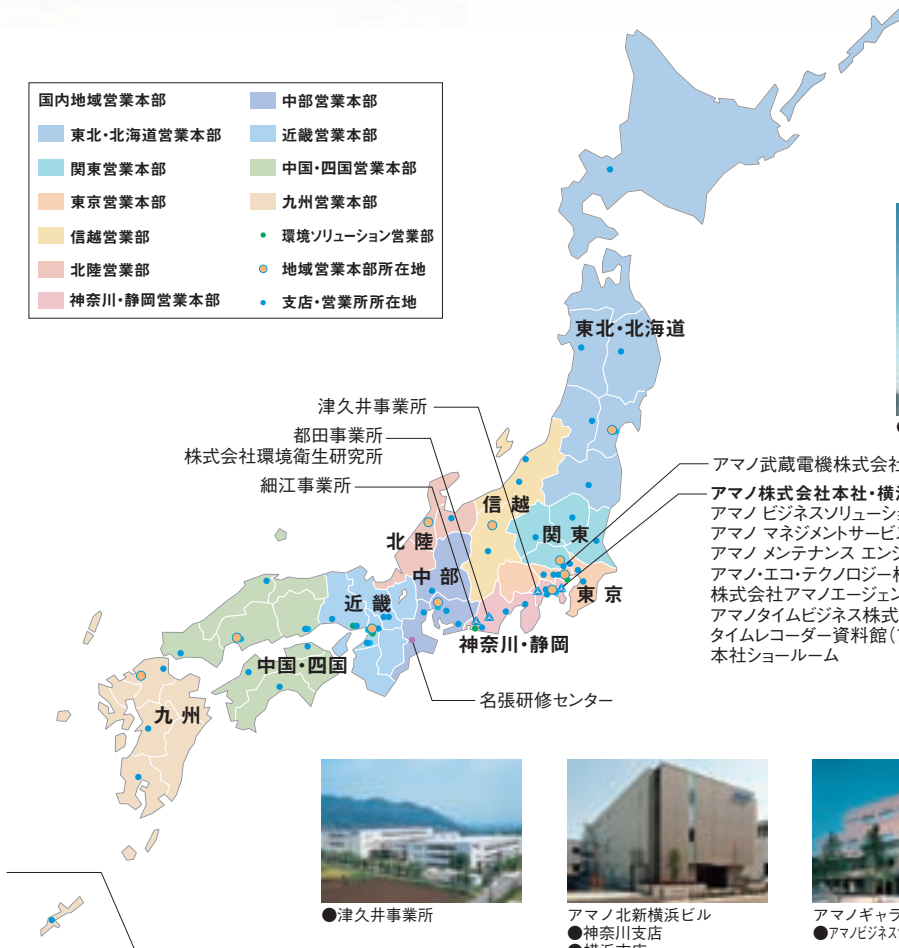 国内地域営業本部
東北・北海道営業本部
関東営業本部
東京営業本部
信越営業部
北陸営業部
神奈川・静岡営業本部
中部営業本部
近畿営業本部
中国・四国営業本部
九州営業本部
環境ソリューション営業部
地域営業本部所在地
支店・営業所所在地
東北・北海道
津久井事業所
都田事業所
株式会社環境衛生研究所
細江事業所
信越
関東
北陸
中部
東京
近畿
神奈川・静岡
中国・四国
九州
名張研修センター
アマノ武蔵電機株式会社
アマノ株式会社本社・横浜
アマノ ビジネスソリューショ
アマノ マネジメントサービス
アマノ メンテナンス エンジ
アマノ・エコ・テクノロジー株
株式会社アマノエージェン
アマノタイムビジネス株式
タイムレコーダー資料館(
本社ショールーム
●津久井事業所
アマノ北新横浜ビル
●神奈川支店
●横浜支店
アマノギャラ
●アマノビジネス